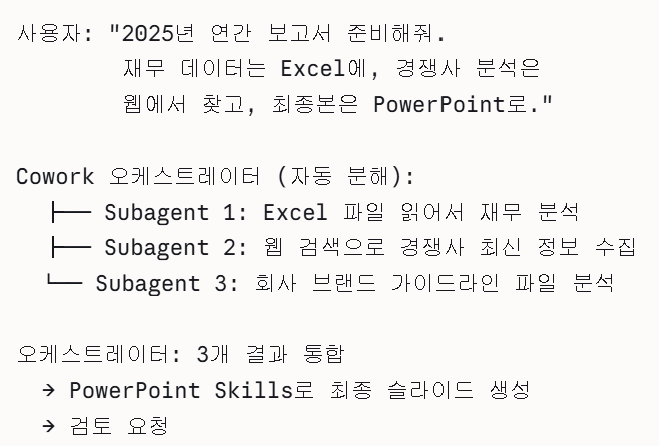 사용자: "2025년 연간 보고서 준비해줘.
재무 데이터는 Excel에, 경쟁사 분석은
웹에서 찾고, 최종본은 PowerPoint로."
Cowork 오케스트레이터 (자동 분해):
├── Subagent 1: Excel 파일 읽어서 재무 분석
├── Subagent 2: 웹 검색으로 경쟁사 최신 정보 수집
└── Subagent 3: 회사 브랜드 가이드라인 파일 분석
오케스트레이터: 3개 결과 통합
→ PowerPoint Skills로 최종 슬라이드 생성
→ 검토 요청